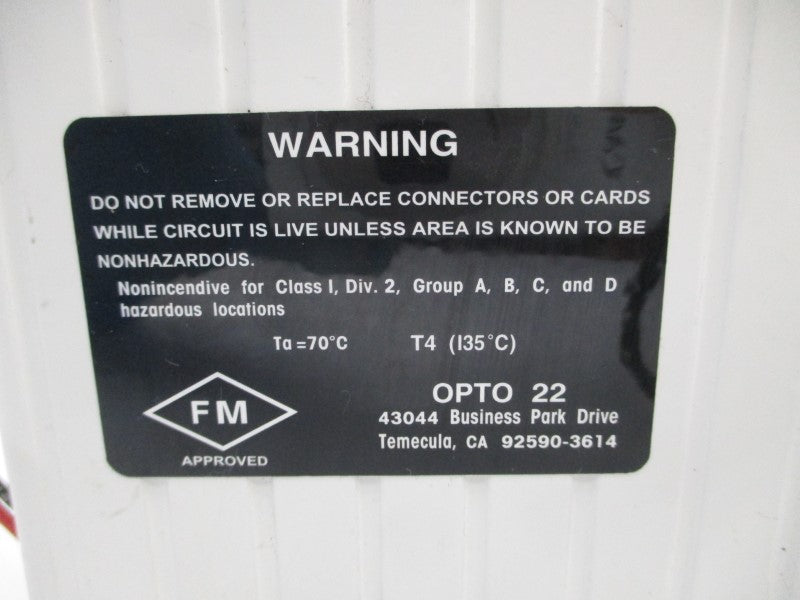 WARNING
DO NOT REMOVE OR REPLACE CONNECTORS OR CARDS
WHILE CIRCUIT IS LIVE UNLESS AREA IS KNOWN TO BE
NONHAZARDOUS.
Nonincendive for Class I, Div. 2, Group A, B, C, and D
hazardous locations
Ta =70°C T4 (135°C)
FM
APPROVED
OPTO 22
43044 Business Park Drive
Temecula, CA 92590-3614